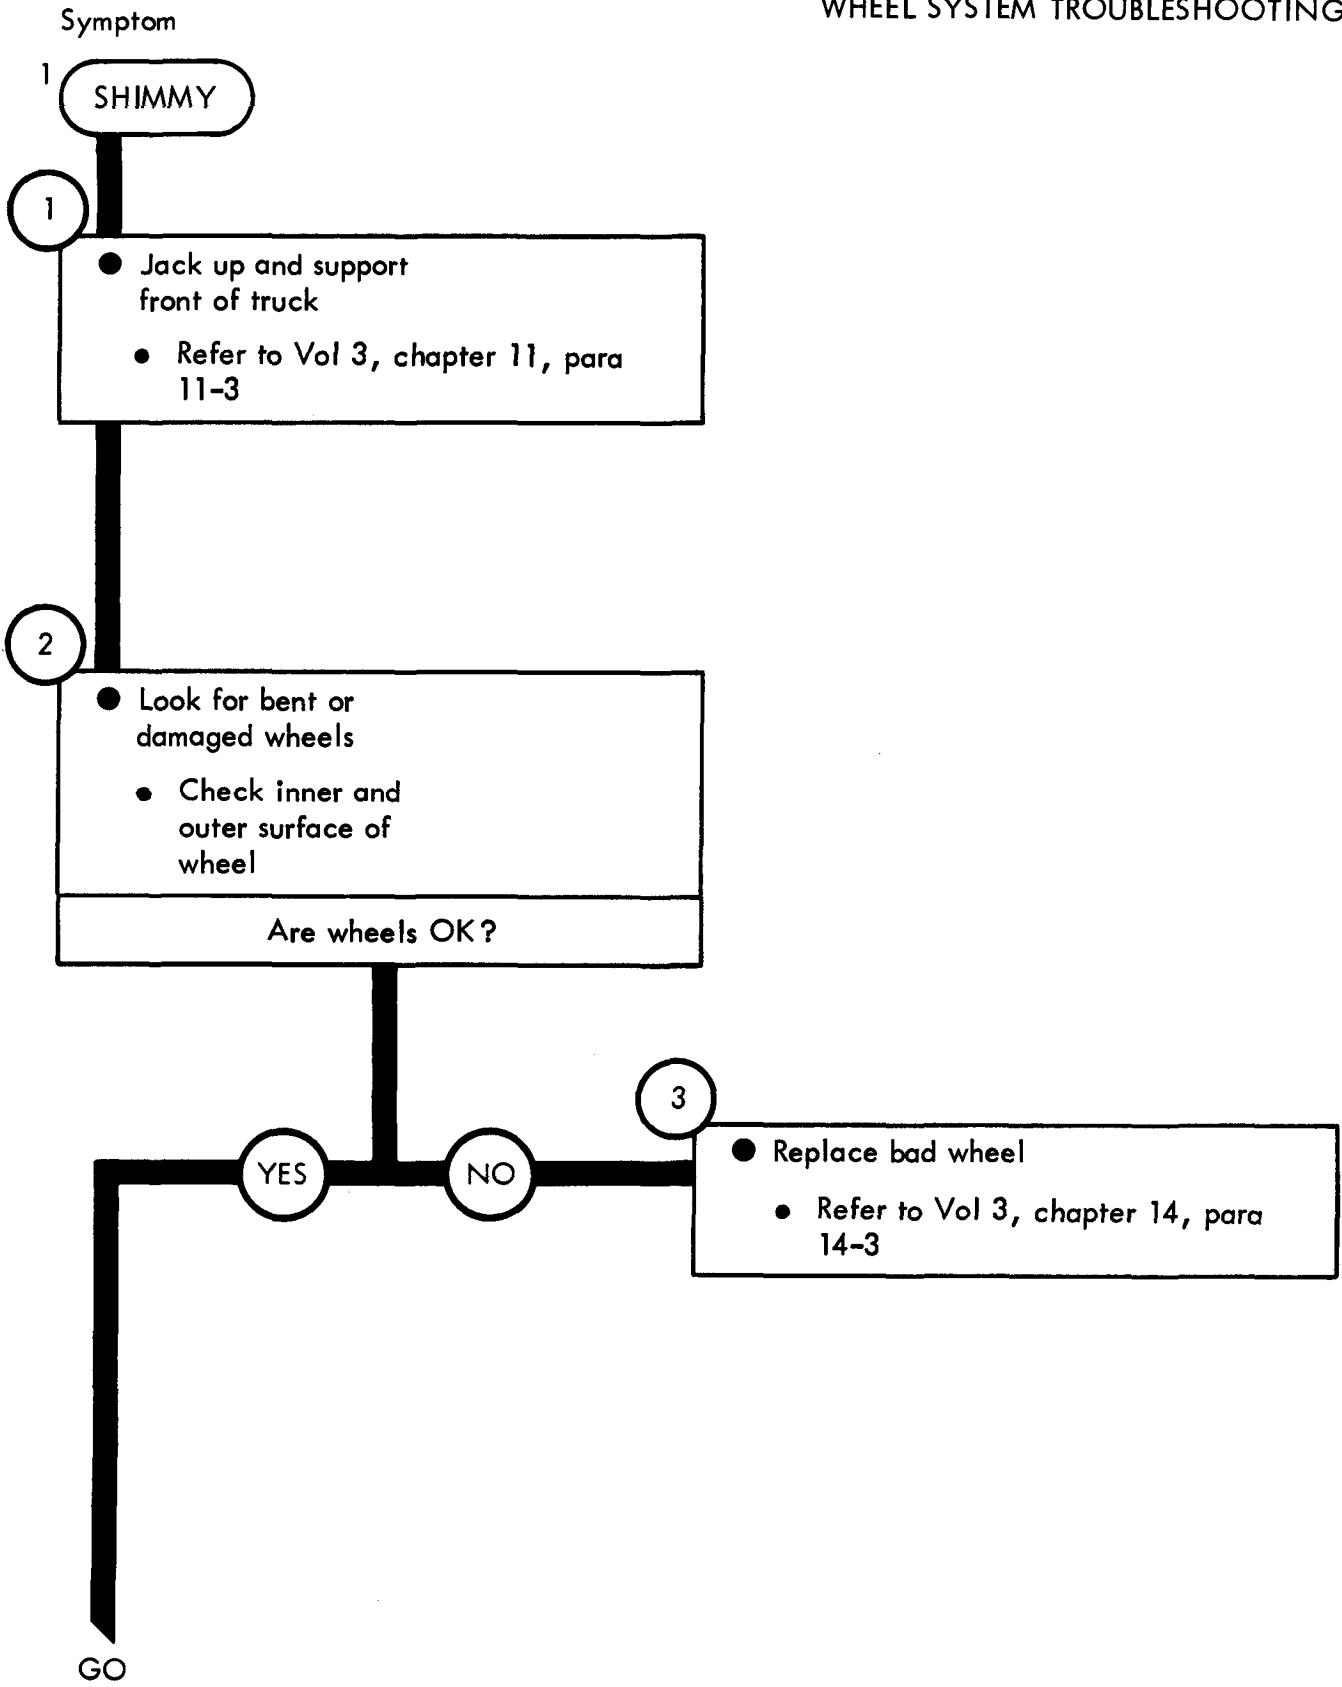 WHEEL SYSTEM TROUBLESHOOTING
Symptom
1
SHIMMY
1
● Jack up and support
front of truck
● Refer to Vol 3, chapter 11, para
11-3
2
● Look for bent or
damaged wheels
● Check inner and
outer surface of
wheel
Are wheels OK?
YES
NO
3
● Replace bad wheel
● Refer to Vol 3, chapter 14, para
14-3
GO